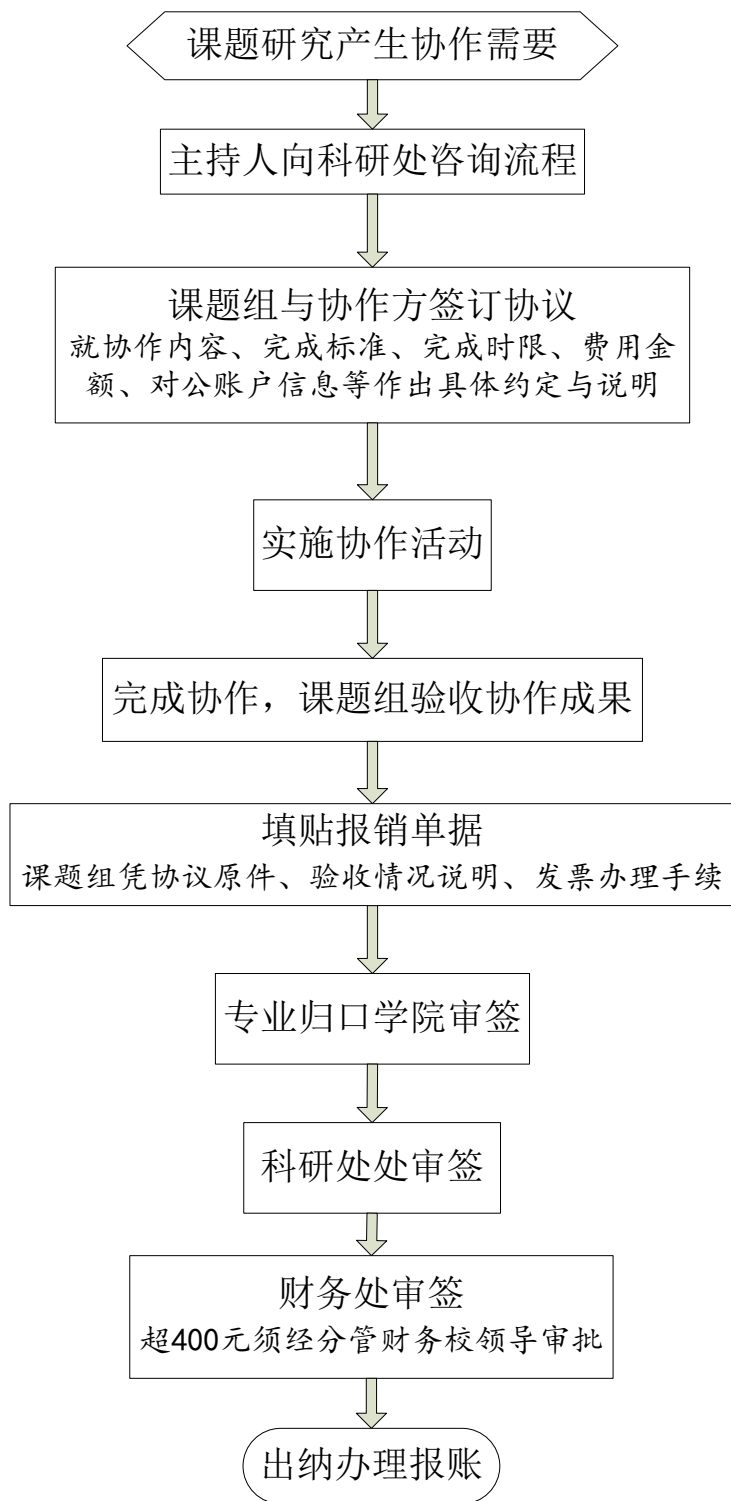 课题研究产生协作需要
主持人向科研处咨询流程
课题组与协作方签订协议
就协作内容、完成标准、完成时限、费用金
额、对公账户信息等作出具体约定与说明
实施协作活动
完成协作，课题组验收协作成果
填贴报销单据
课题组凭协议原件、验收情况说明、发票办理手续
专业归口学院审签
科研处处审签
财务处审签
超400元须经分管财务校领导审批
出纳办理报账